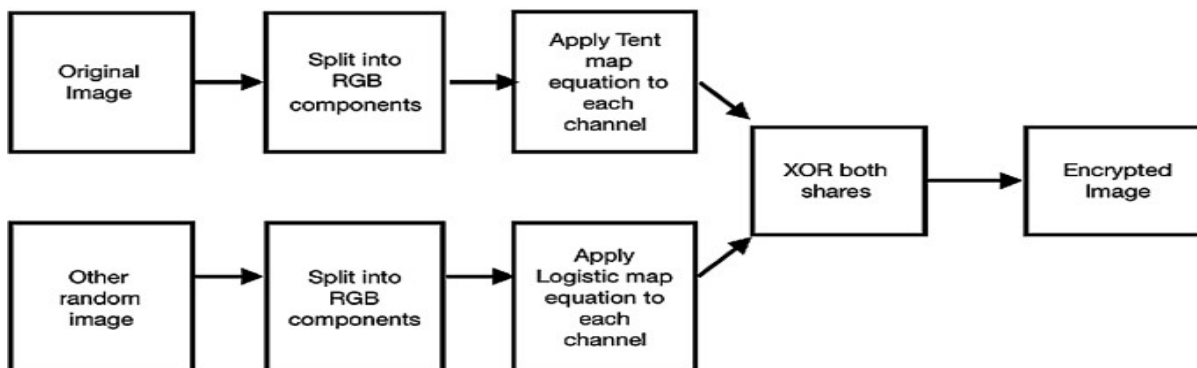 Original
Image
Split into
RGB
components
Apply Tent
map
equation to
each
channel
XOR both
shares
Encrypted
Image
Other
random
image
Split into
RGB
components
Apply
Logistic map
equation to
each
channel